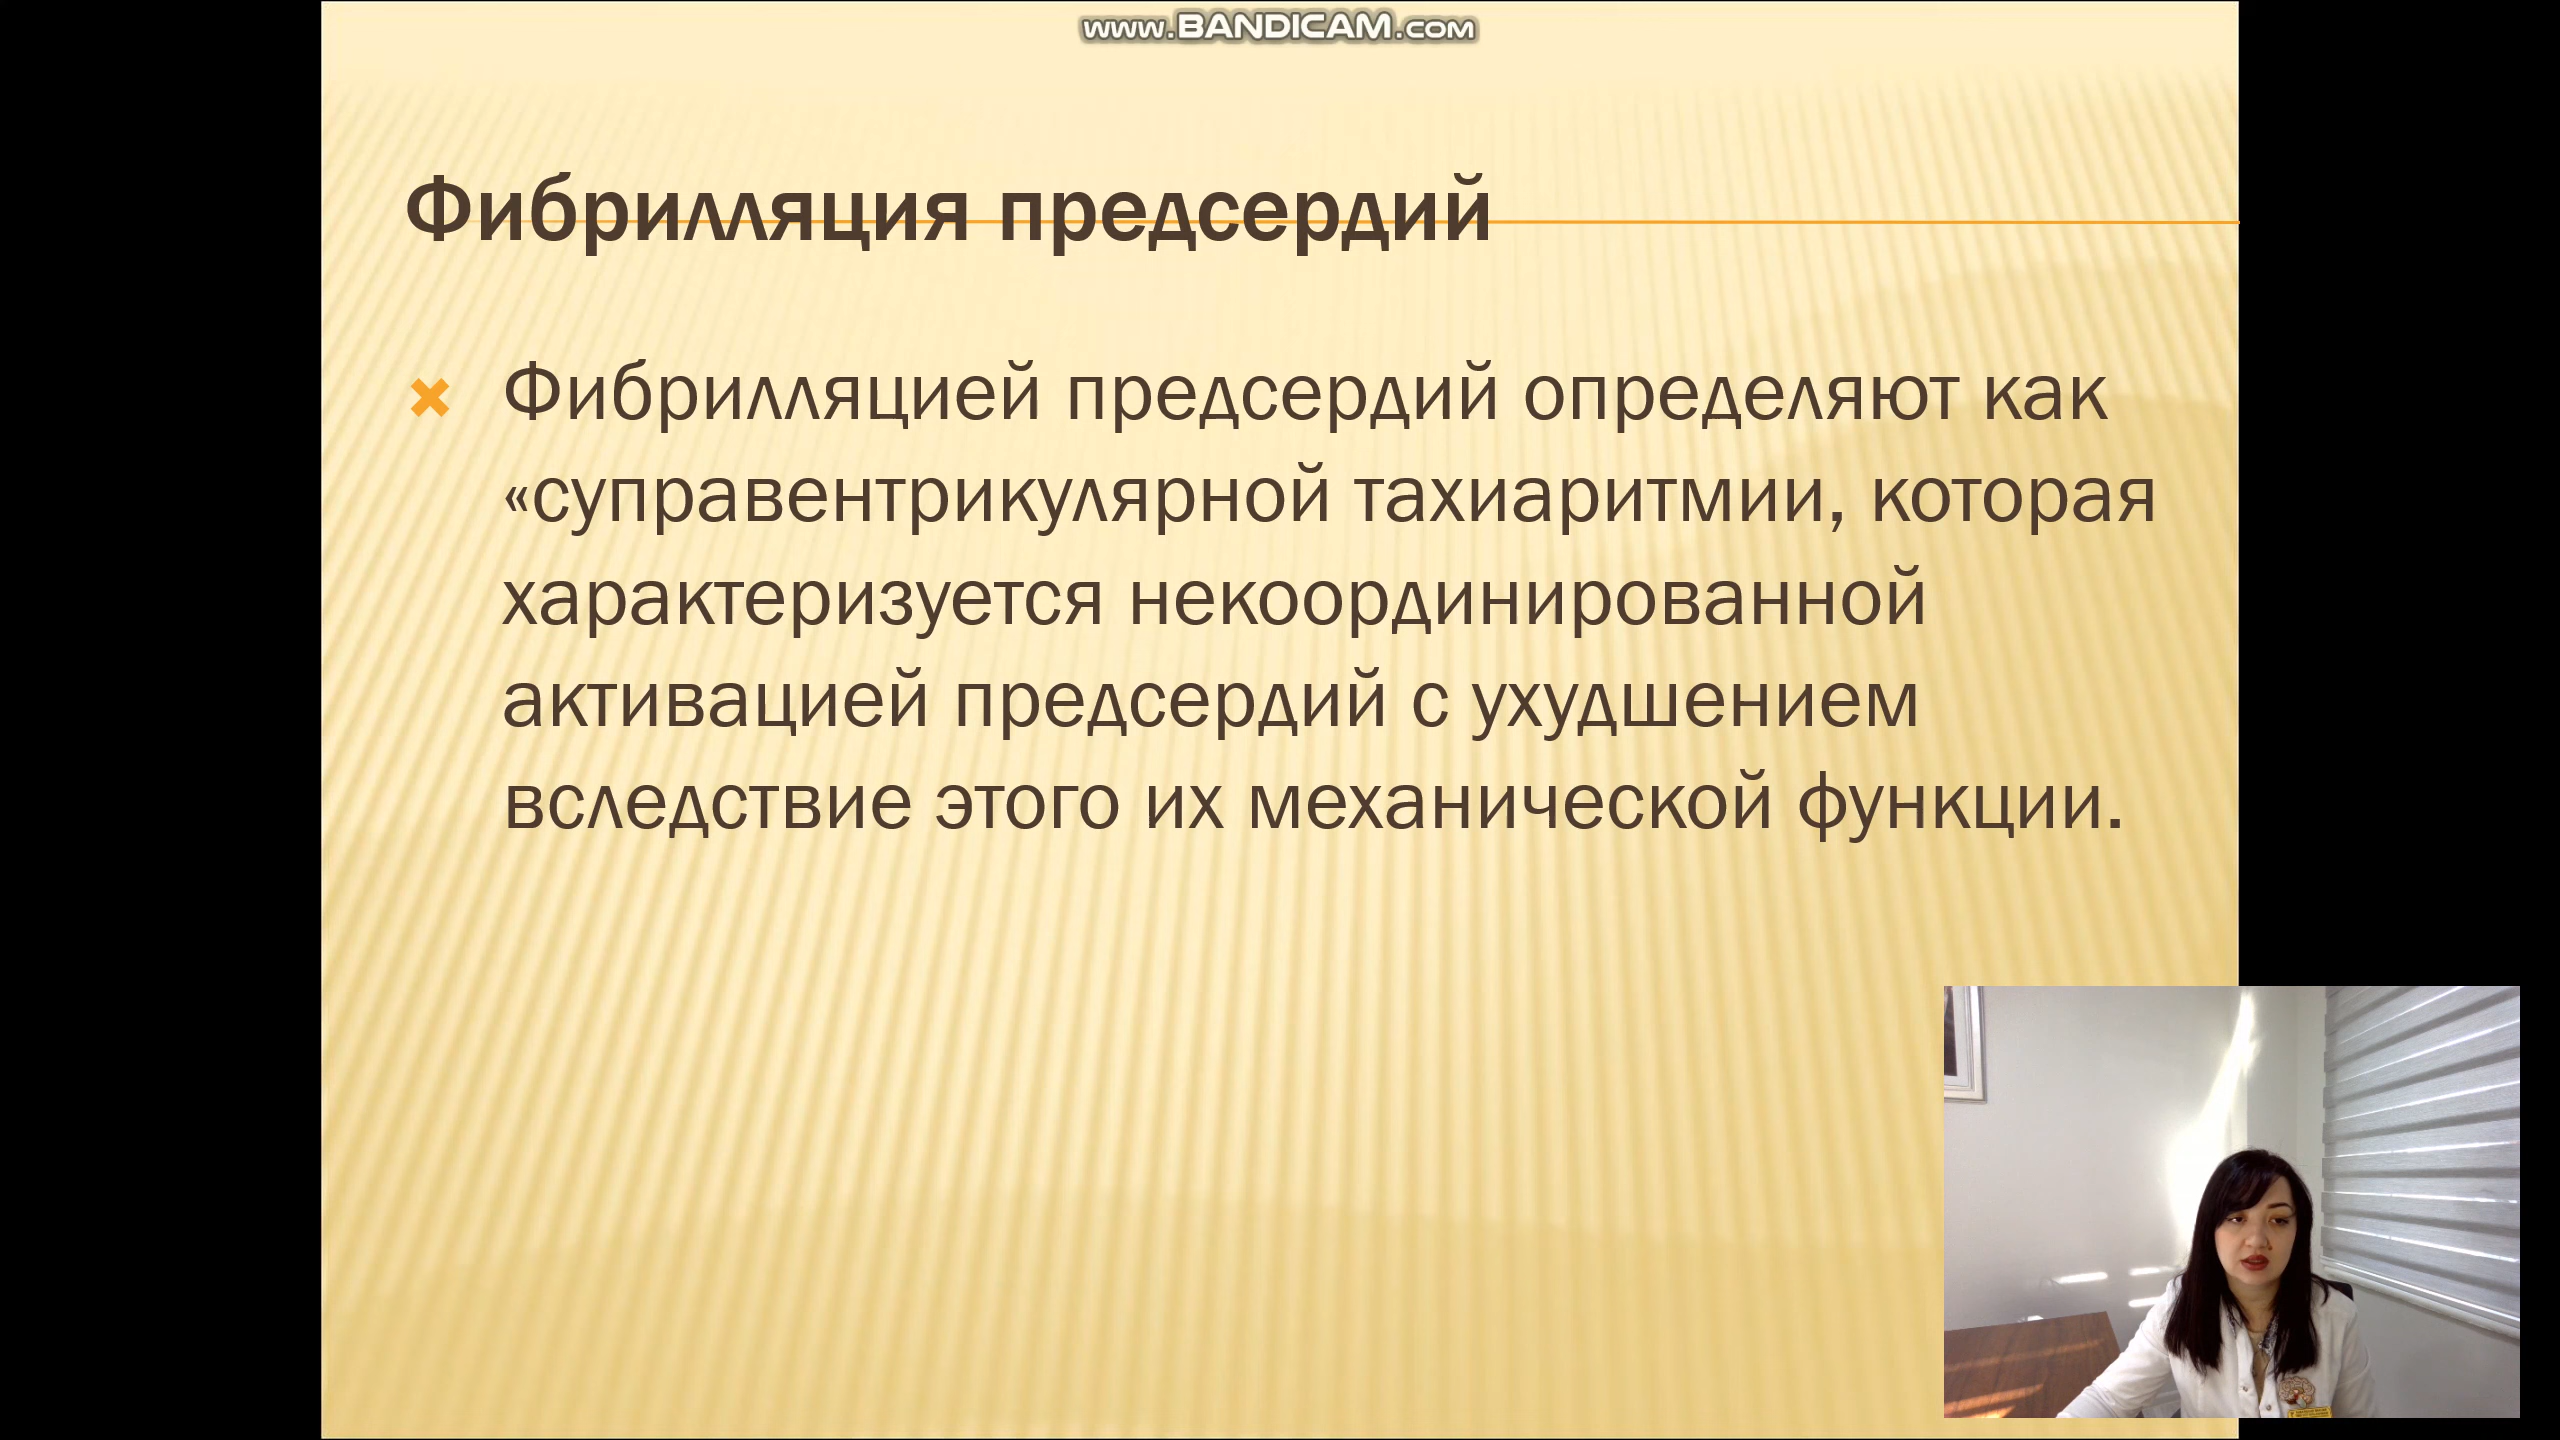 www.BANDICAM.com
Фибрилляция предсердий
Фибрилляцией предсердий определяют как
«суправентрикулярной тахиаритмии, которая
характеризуется некоординированной
активацией предсердий с ухудшением
вследствие этого их механической функции.